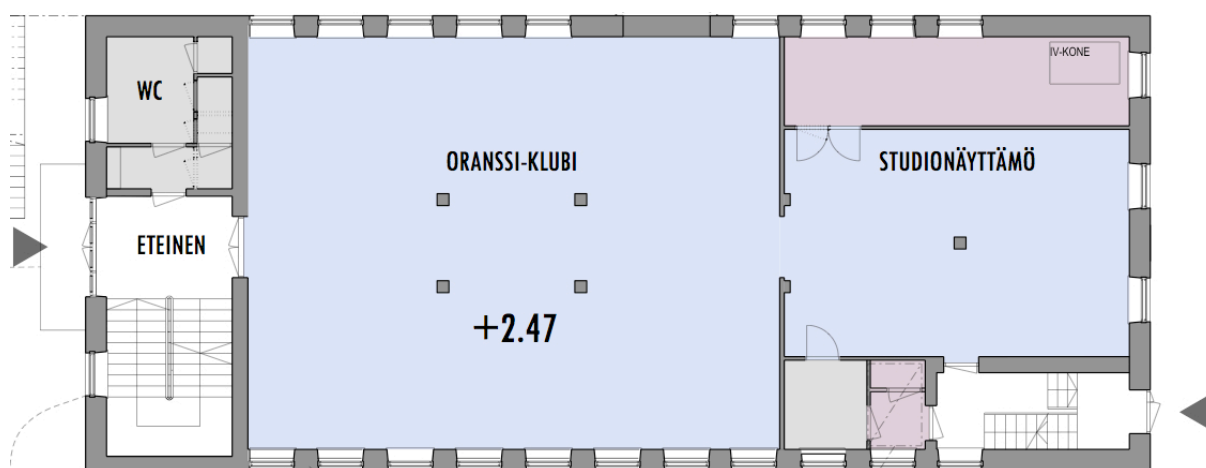 IV-KONE
WC
ORANSSI-KLUBI
STUDIONÄYTTÄMÖ
ETEINEN
+2.47